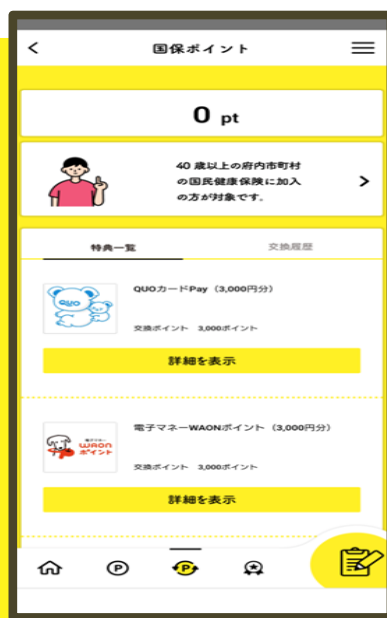 国保ポイント
0 pt
40 歳以上の府内市町村
の国民健康保険に加入
の方が対象です。
特典一覧
交換履歴
QUO
QUOカードPay（3,000円分）
交換ポイント 3,000ポイント
詳細を表示
電子マネー
WAON
ポイント
電子マネーWAONポイント（3,000円分）
交換ポイント 3,000ポイント
詳細を表示
P
P